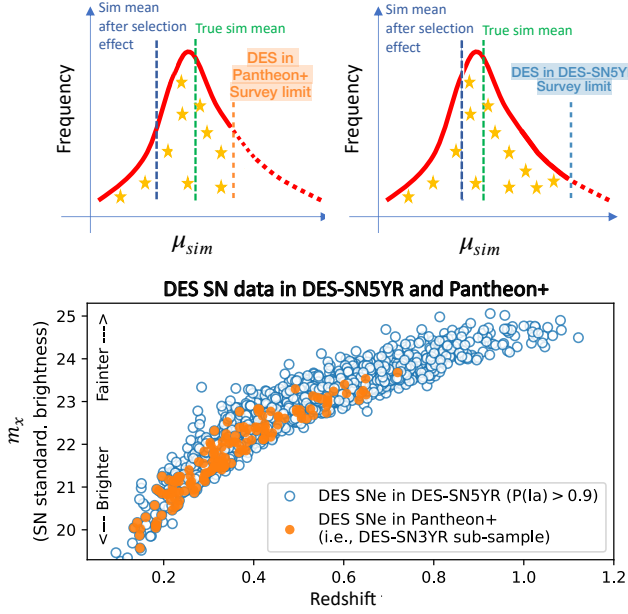 Sim mean
after selection
effect
True sim mean
DES in
Pantheon+
Survey limit
Frequency
μsim
Sim mean
after selection
effect
True sim mean
DES in DES-SN5Y
Survey limit
Frequency
μsim
DES SN data in DES-SN5YR and Pantheon+
mx
(SN standard. brightness)
<--- Brighter
Fainter --->
25
24
23
22
21
20
DES SNe in DES-SN5YR (P(Ia) > 0.9)
DES SNe in Pantheon+
(i.e., DES-SN3YR sub-sample)
0.2 0.4 0.6 0.8 1.0 1.2
Redshift